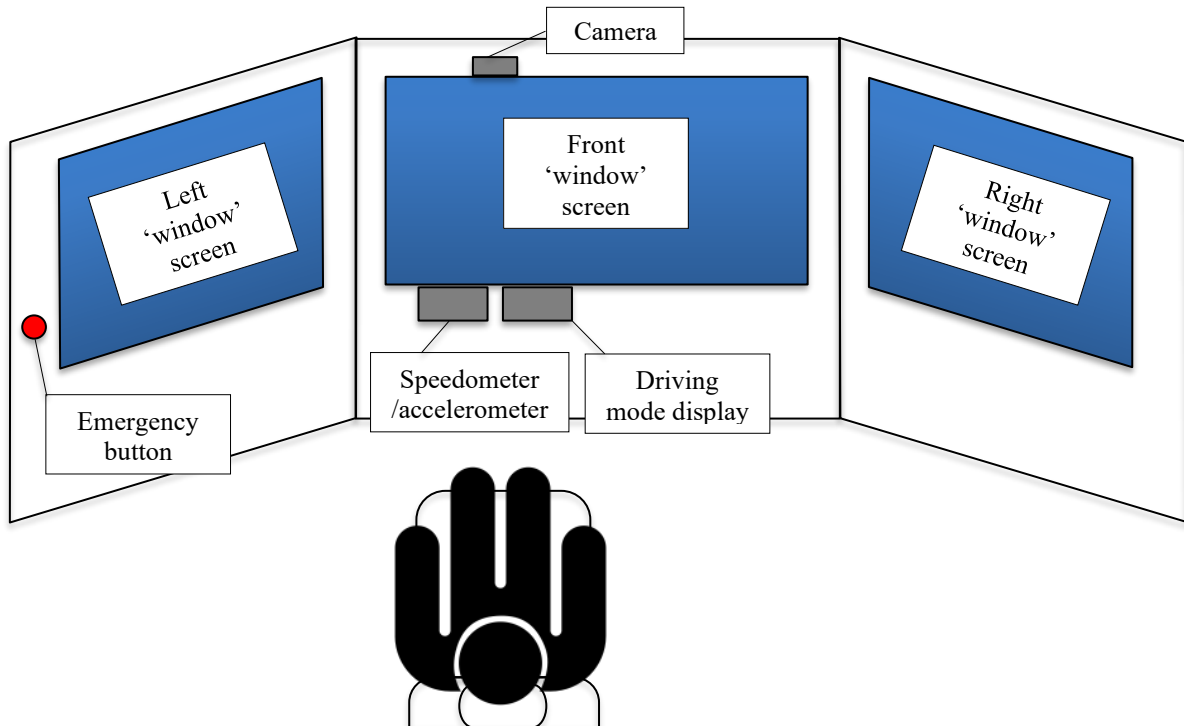 Camera
Left
‘window’
screen
Front
‘window’
screen
Right
‘window’
screen
Speedometer
/accelerometer
Driving
mode display
Emergency
button